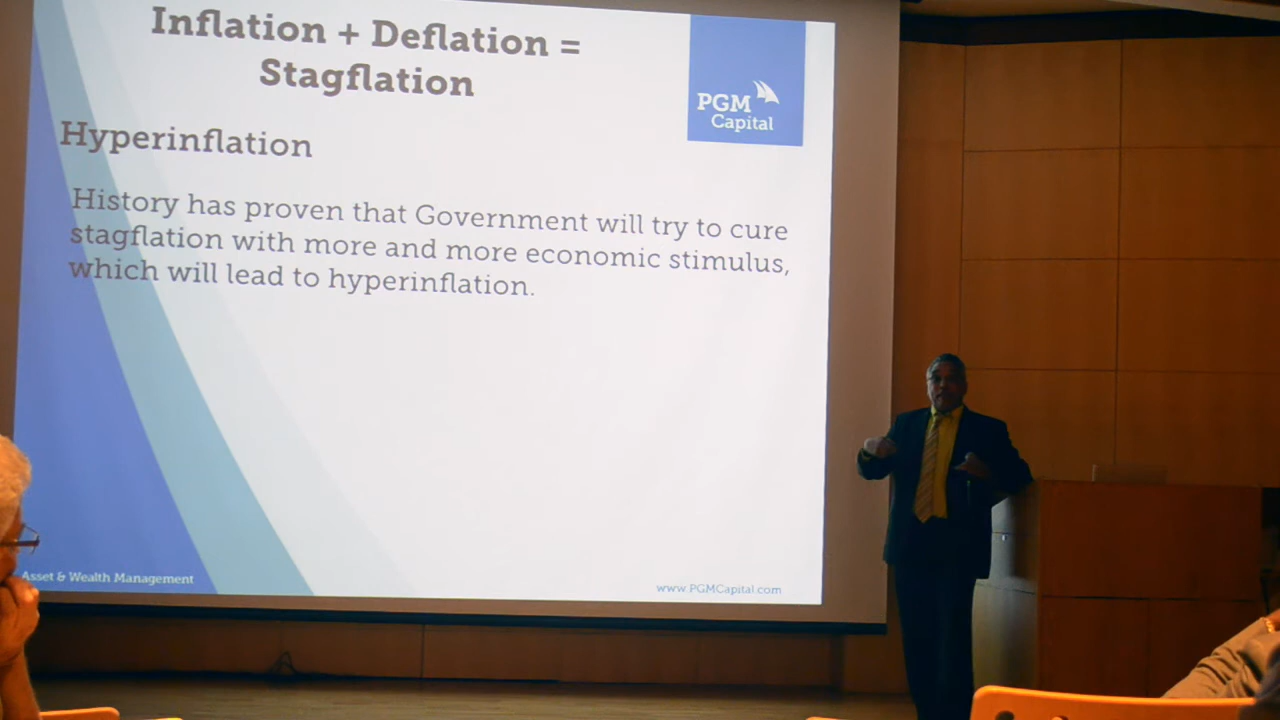 Inflation + Deflation =
Stagflation
PGM
Capital
Hyperinflation
History has proven that Government will try to cure
stagflation with more and more economic stimulus,
which will lead to hyperinflation.
Asset & Wealth Management
www.PGMCapital.com